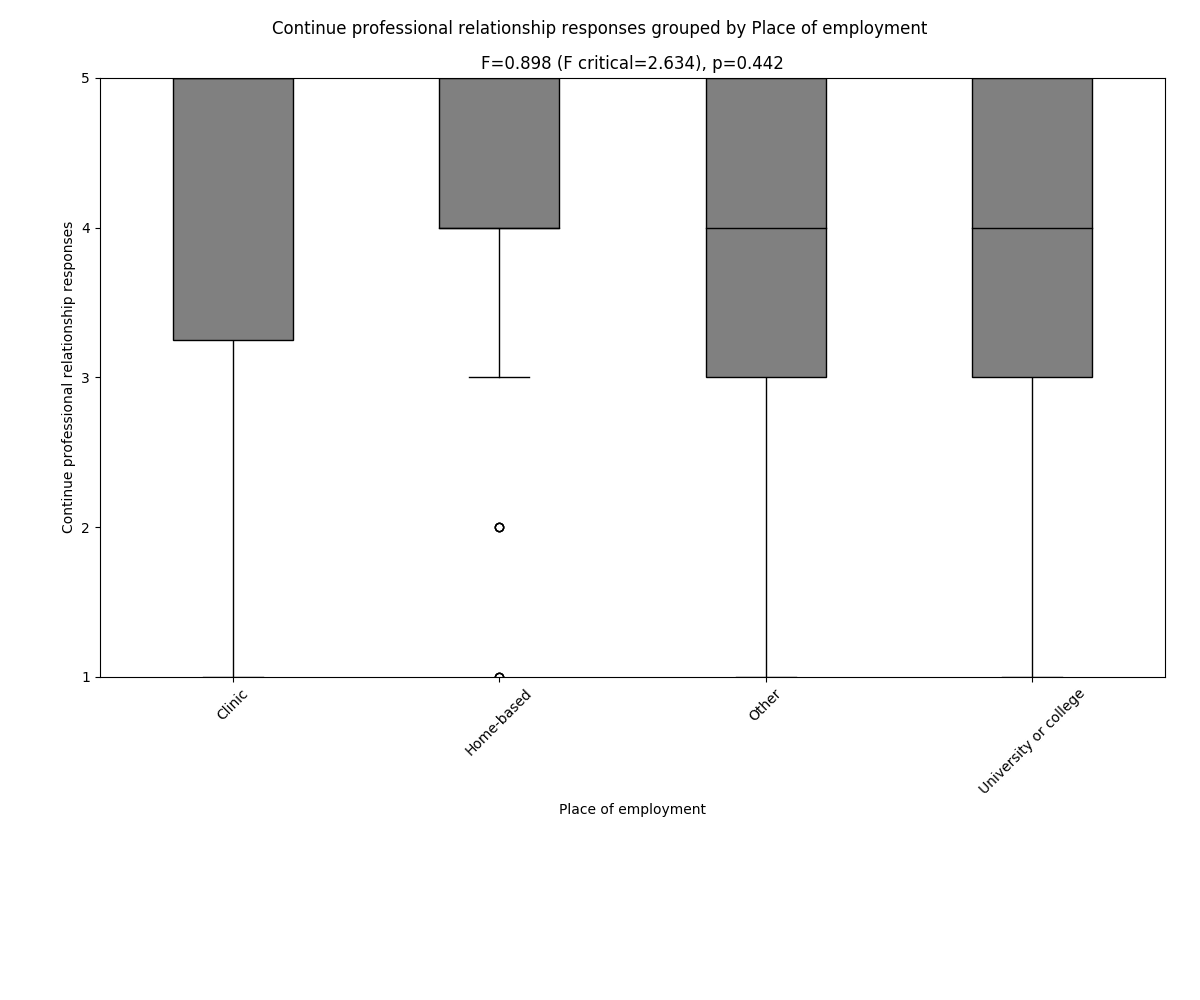 Continue professional relationship responses grouped by Place of employment
F=0.898 (F critical=2.634), p=0.442
Continue professional relationship responses
5
4
3
2
1
Clinic
Home-based
Other
University or college
Place of employment